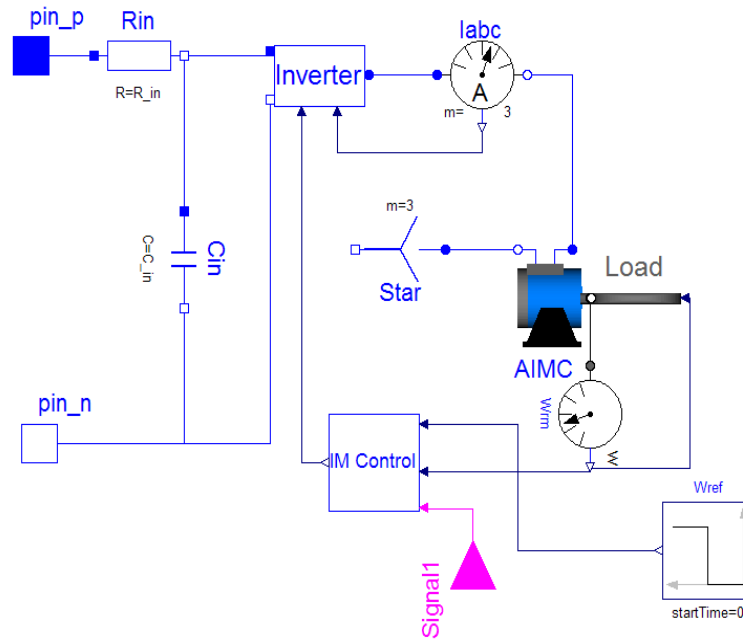 pin_p
Rin
R=R_in
Inverter
Iabc
A
m=
3
C=C_in
Cin
m=3
Star
Load
AIMC
Wrm
W
pin_n
IM Control
Signal1
Wref
startTime=0